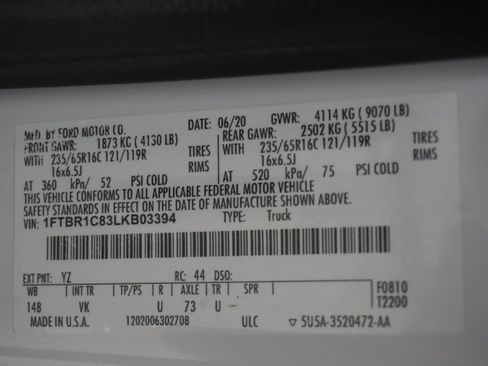 MFD BY FORD MOTOR CO. DATE: 06/20 GVWR: 4114 KG (9070 LB)
FRONT GAWR: 1873 KG (4130 LB) REAR GAWR: 2502 KG (5515 LB)
WITH 235/65R16C 121/119R TIRES WITH 235/65R16C 121/119R TIRES
16x6.5J RIMS 16x6.5J RIMS
AT 360 kPa/ 52 PSI COLD AT 520 kPa/ 75 PSI COLD
THIS VEHICLE CONFORMS TO ALL APPLICABLE FEDERAL MOTOR VEHICLE
SAFETY STANDARDS IN EFFECT ON THE DATE OF MANUFACTURE SHOWN ABOVE.
VIN: 1FTBR1C83LKB03394 TYPE: Truck
EXT PNT: YZ RC: 44 DSO:
WB INT TR TP/PS R AXLE TR SPR F0810
148 VK U 73 U T2200
MADE IN U.S.A. 1202006302708 ULC ▽ 5U5A-3520472-AA